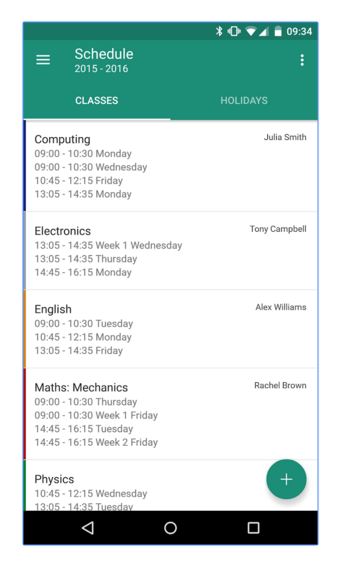 09:34
Schedule
2015 - 2016
CLASSES
HOLIDAYS
Computing
Julia Smith
09:00 - 10:30 Monday
09:00 - 10:30 Wednesday
10:45 - 12:15 Friday
13:05 - 14:35 Monday
Electronics
Tony Campbell
13:05 - 14:35 Week 1 Wednesday
13:05 - 14:35 Thursday
14:45 - 16:15 Monday
English
Alex Williams
09:00 - 10:30 Tuesday
10:45 - 12:15 Monday
13:05 - 14:35 Friday
Maths: Mechanics
Rachel Brown
09:00 - 10:30 Thursday
09:00 - 10:30 Week 1 Friday
14:45 - 16:15 Tuesday
14:45 - 16:15 Week 2 Friday
Physics
10:45 - 12:15 Wednesday
13:05 - 14:35 Tuesday